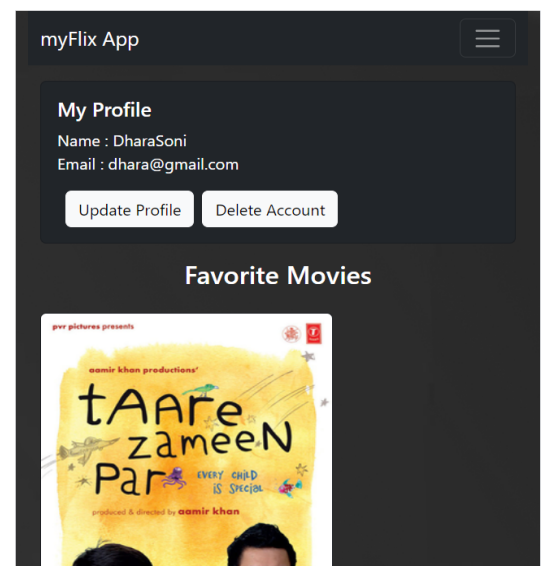 myFlix App
My Profile
Name : DharaSoni
Email : dhara@gmail.com
Update Profile Delete Account
Favorite Movies
pvr pictures presents
aamir khan productions'
tAAre
zameeN
Par
EVERY CHILD
iS SPECiaL
produced & directed by aamir khan